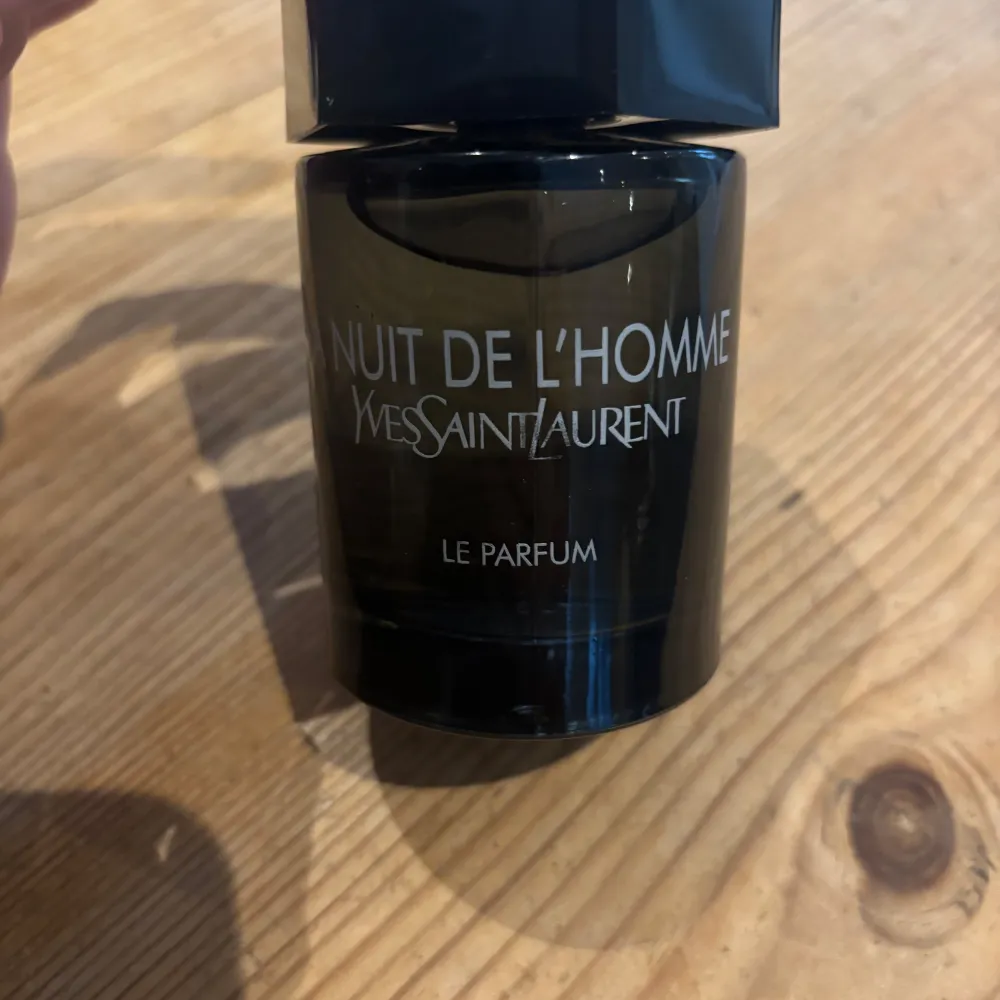 NUIT DE L'HOMME
YVESSAINTLAURENT
LE PARFUM